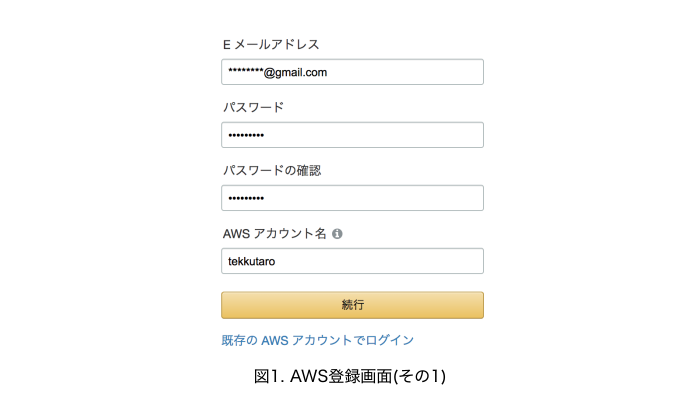 E メールアドレス
********@gmail.com
パスワード
•••••••••
パスワードの確認
•••••••••
AWS アカウント名
tekkutaro
続行
既存の AWS アカウントでログイン
図1. AWS登録画面(その1)